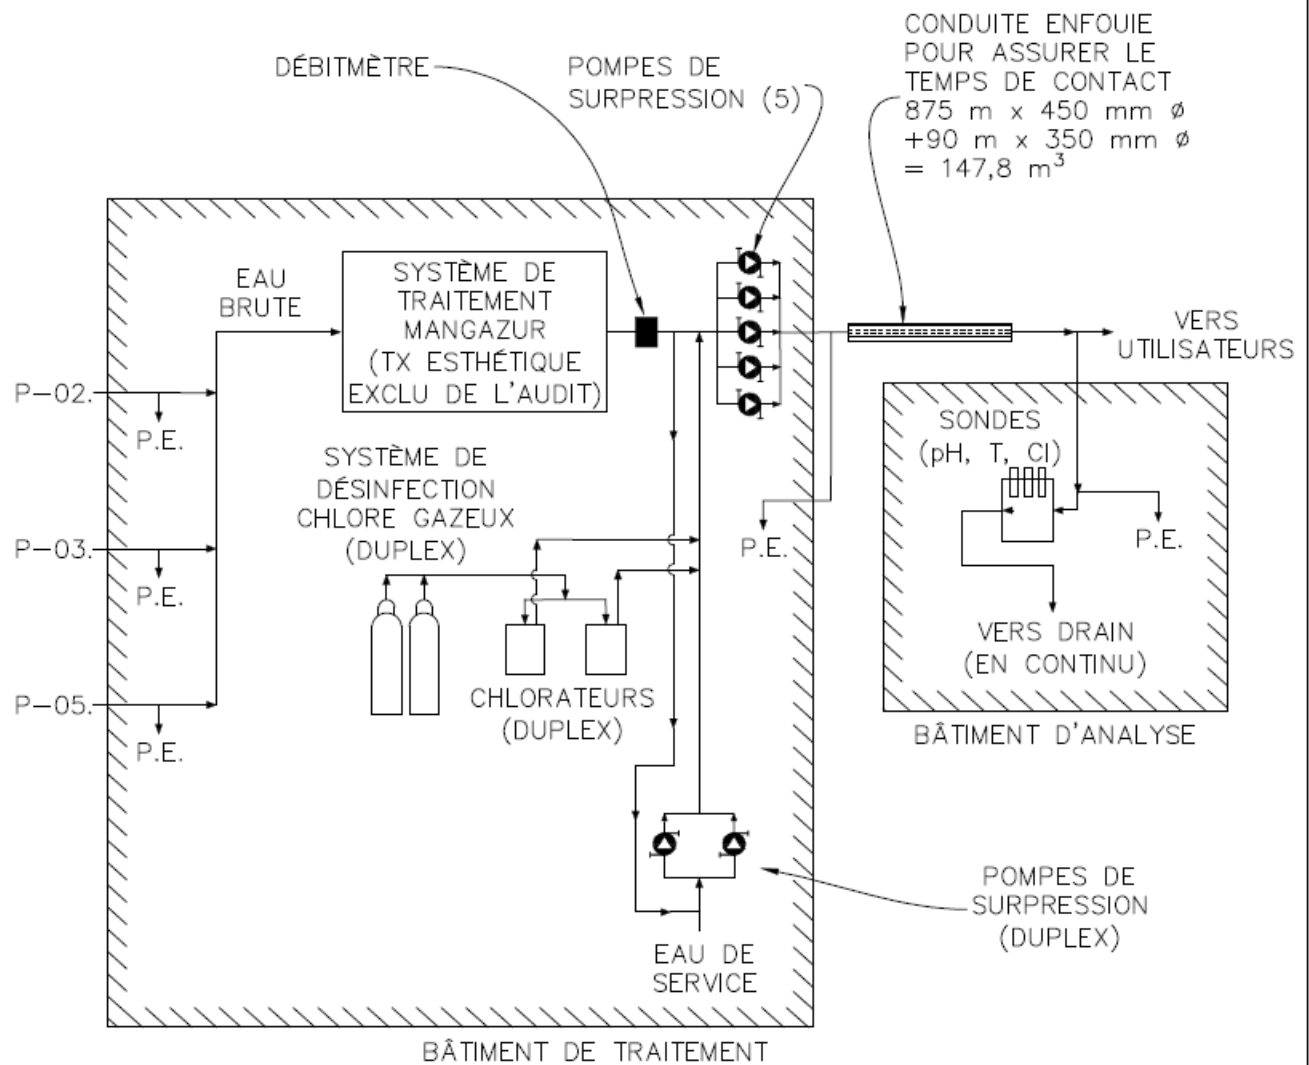 DÉBITMÈTRE
POMPES DE
SURPRESSION (5)
CONDUITE ENFOUIE
POUR ASSURER LE
TEMPS DE CONTACT
875 m x 450 mm ø
+90 m x 350 mm ø
= 147,8 m³
EAU
BRUTE
SYSTÈME DE
TRAITEMENT
MANGAZUR
(TX ESTHÉTIQUE
EXCLU DE L'AUDIT)
VERS
UTILISATEURS
P-02.
P.E.
P-03.
P.E.
P-05.
P.E.
SYSTÈME DE
DÉSINFECTION
CHLORE GAZEUX
(DUPLEX)
CHLORATEURS
(DUPLEX)
P.E.
SONDES
(pH, T, Cl)
P.E.
VERS DRAIN
(EN CONTINU)
BÂTIMENT D'ANALYSE
POMPES DE
SURPRESSION
(DUPLEX)
EAU DE
SERVICE
BÂTIMENT DE TRAITEMENT